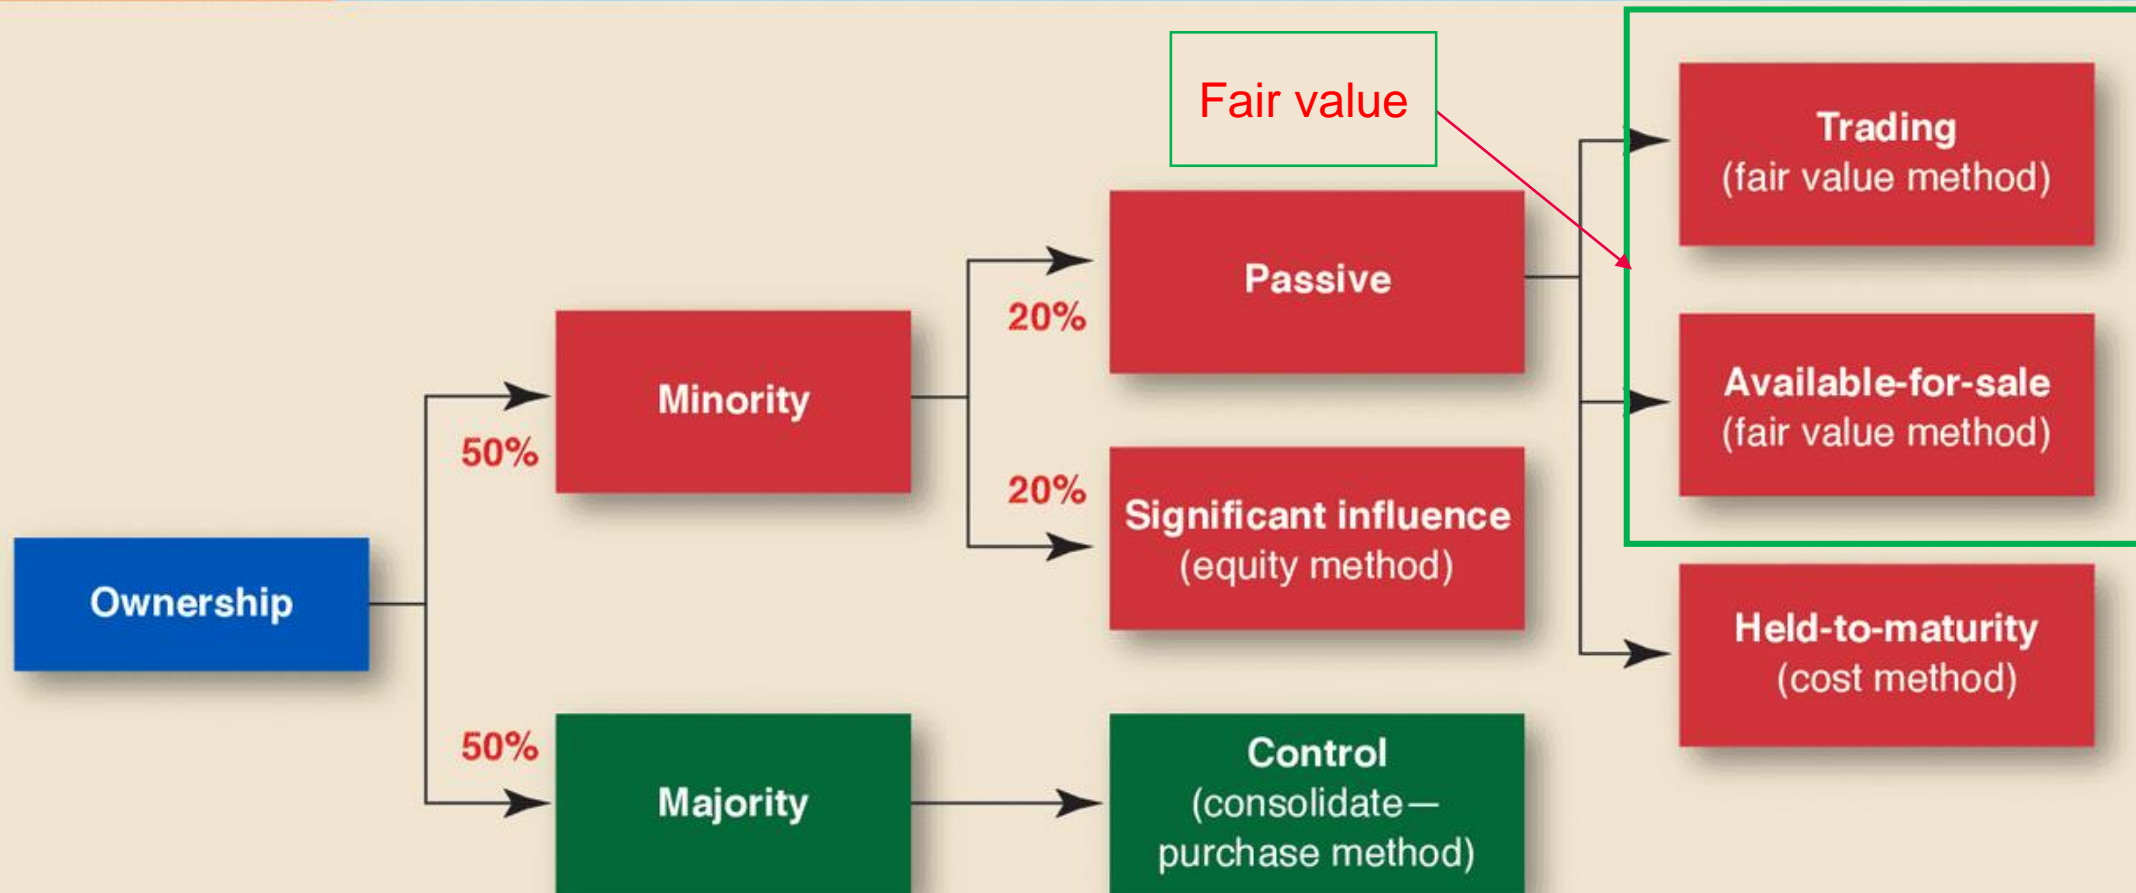 Fair value
Trading
(fair value method)
Passive
20%
Minority
Available-for-sale
(fair value method)
50%
20%
Significant influence
(equity method)
Ownership
Held-to-maturity
(cost method)
50%
Majority
Control
(consolidate—
purchase method)